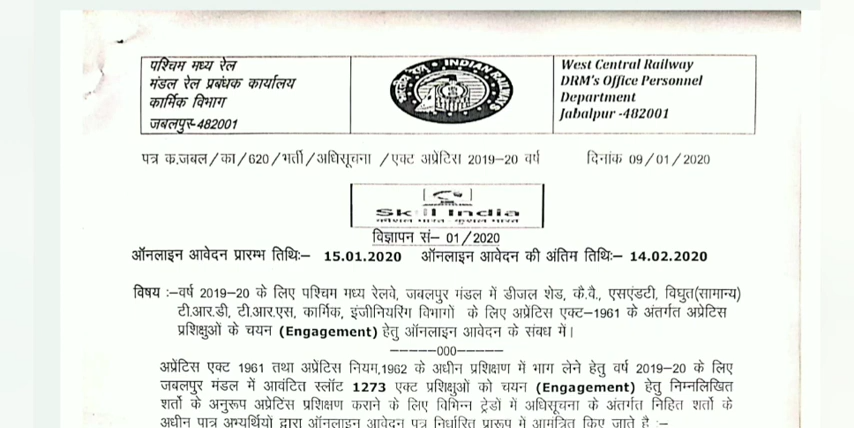 पश्चिम मध्य रेल
मंडल रेल प्रबंधक कार्यालय
कार्मिक विभाग
जबलपुर-482001
INDIAN RAILWAYS
West Central Railway
DRM's Office Personnel
Department
Jabalpur -482001
पत्र क.जबल/का/620/भर्ती/अधिसूचना /एक्ट अप्रेटिस 2019-20 वर्ष दिनांक 09/01/2020
Skill India
कौशल भारत कुशल भारत
विज्ञापन सं- 01/2020
ऑनलाइन आवेदन प्रारम्भ तिथि:- 15.01.2020 ऑनलाइन आवेदन की अंतिम तिथि:- 14.02.2020
विषय :-वर्ष 2019-20 के लिए पश्चिम मध्य रेलवे, जबलपुर मंडल में डीजल शेड, कै.वै., एसएंडटी, विघुत(सामान्य)
टी.आर.डी, टी.आर.एस, कार्मिक, इंजीनियरिंग विभागों के लिए अप्रेटिस एक्ट-1961 के अंतर्गत अप्रेटिस
प्रशिक्षुओं के चयन (Engagement) हेतु ऑनलाइन आवेदन के संबध में।
-----000-----
अप्रेटिस एक्ट 1961 तथा अप्रेटिस नियम,1962 के अधीन प्रशिक्षण में भाग लेने हेतु वर्ष 2019-20 के लिए
जबलपुर मंडल में आवंटित स्लॉट 1273 एक्ट प्रशिक्षुओं को चयन (Engagement) हेतु निम्नलिखित
शर्तो के अनुरूप अप्रेटिंस प्रशिक्षण कराने के लिए विभिन्न ट्रेडों में अधिसूचना के अंतर्गत निहित शर्तो के
अधीन पात्र अभ्यर्थियों द्वारा ऑनलाइन आवेदन पत्र निर्धारित प्रारूप में आमंत्रित किए जाते है :-